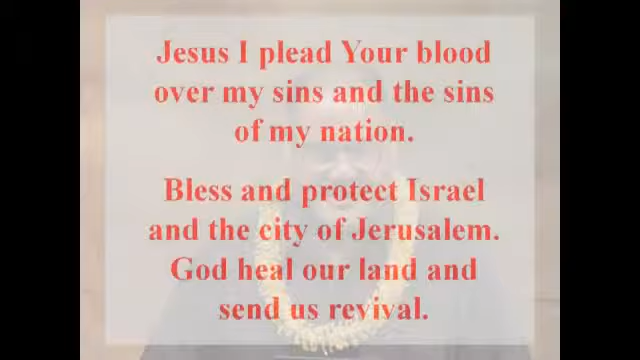 Jesus I plead Your blood
over my sins and the sins
of my nation.
Bless and protect Israel
and the city of Jerusalem.
God heal our land and
send us revival.